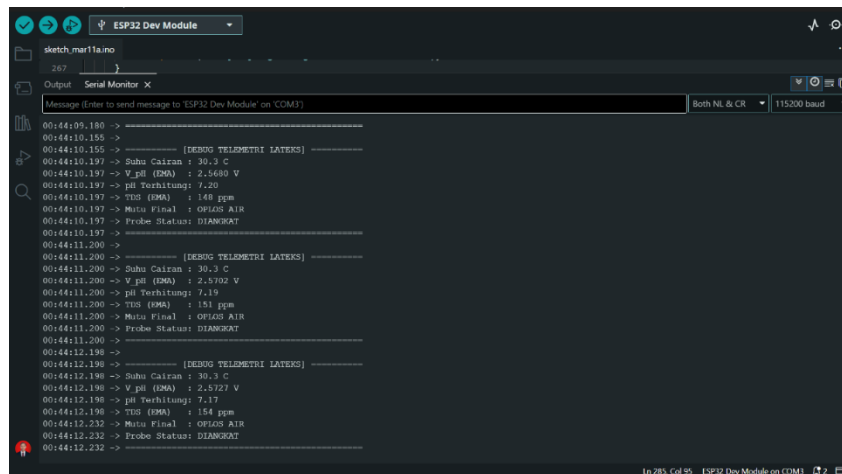 ESP32 Dev Module
sketch_mar11a.ino
267 }
Output Serial Monitor X
Message (Enter to send message to 'ESP32 Dev Module' on 'COM3') Both NL & CR 115200 baud
00:44:09.180 -> ==========================================
00:44:10.155 ->
00:44:10.155 -> ========= [DEBUG TELEMETRI LATEKS] =========
00:44:10.197 -> Suhu Cairan : 30.3 C
00:44:10.197 -> V_pH (EMA) : 2.5680 V
00:44:10.197 -> pH Terhitung: 7.20
00:44:10.197 -> TDS (EMA) : 148 ppm
00:44:10.197 -> Mutu Final : OPLOS AIR
00:44:10.197 -> Probe Status: DIANGKAT
00:44:10.197 -> ==========================================
00:44:11.200 ->
00:44:11.200 -> ========= [DEBUG TELEMETRI LATEKS] =========
00:44:11.200 -> Suhu Cairan : 30.3 C
00:44:11.200 -> V_pH (EMA) : 2.5702 V
00:44:11.200 -> pH Terhitung: 7.19
00:44:11.200 -> TDS (EMA) : 151 ppm
00:44:11.200 -> Mutu Final : OPLOS AIR
00:44:11.200 -> Probe Status: DIANGKAT
00:44:11.200 -> ==========================================
00:44:12.198 ->
00:44:12.198 -> ========= [DEBUG TELEMETRI LATEKS] =========
00:44:12.198 -> Suhu Cairan : 30.3 C
00:44:12.198 -> V_pH (EMA) : 2.5727 V
00:44:12.198 -> pH Terhitung: 7.17
00:44:12.198 -> TDS (EMA) : 154 ppm
00:44:12.232 -> Mutu Final : OPLOS AIR
00:44:12.232 -> Probe Status: DIANGKAT
00:44:12.232 -> ==========================================
Ln 285, Col 95 ESP32 Dev Module on COM3 2